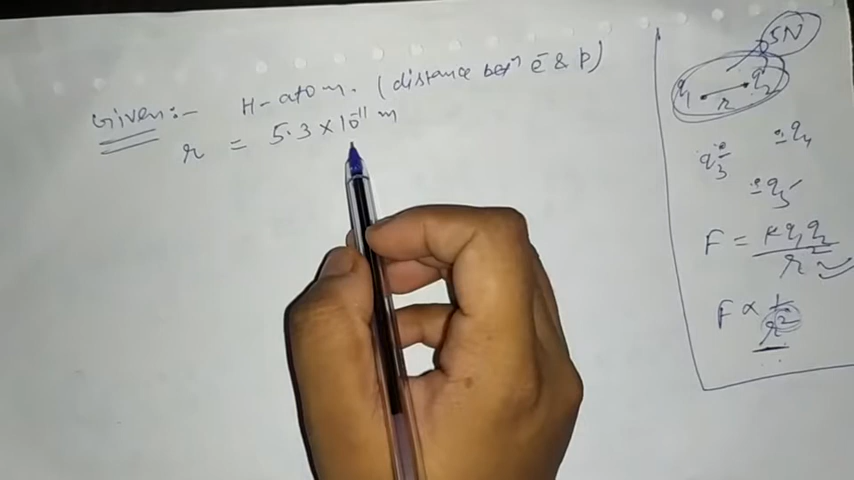 Given:- H-atom. (distance betn e̅ & p)
r = 5.3 × 10⁻¹¹ m
5N
q₁ r q₂
q₃ q₄
q₅
F = Kq₁q₂/r²
F ∝ 1/r²